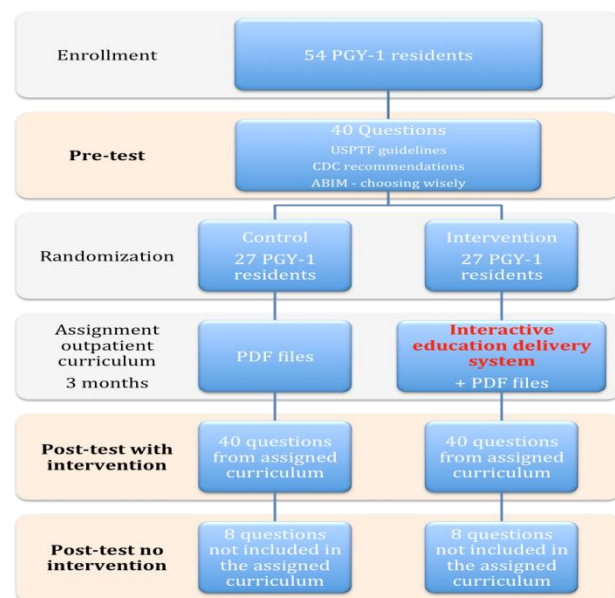 Enrollment
54 PGY-1 residents
Pre-test
40 Questions
USPTF guidelines
CDC recommendations
ABIM - choosing wisely
Randomization
Control
27 PGY-1
residents
Intervention
27 PGY-1
residents
Assignment
outpatient
curriculum
3 months
PDF files
Interactive
education delivery
system
+ PDF files
Post-test with
intervention
40 questions
from assigned
curriculum
40 questions
from assigned
curriculum
Post-test no
intervention
8 questions
not included in
the assigned
curriculum
8 questions
not included in
the assigned
curriculum